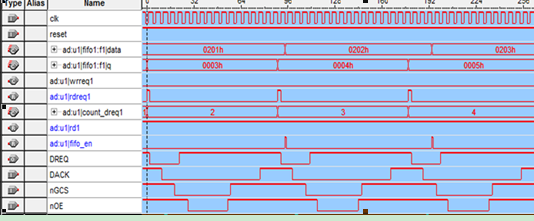 Type Alias Name 0 32 64 96 128 160 192 224 256
clk
reset
ad:u1|fifo1:f1|data 0201h 0202h 0203h
ad:u1|fifo1:f1|q 0003h 0004h 0005h
ad:u1|wrreq1
ad:u1|rdreq1
ad:u1|count_dreq1 1 2 3 4
ad:u1|rd1
ad:u1|fifo_en
DREQ
DACK
nGCS
nOE